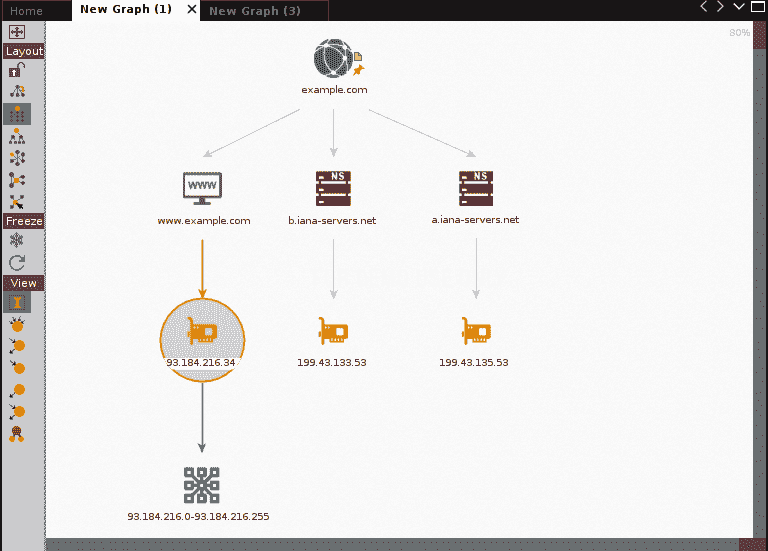 Home
New Graph (1)
New Graph (3)
80%
Layout
Freeze
View
example.com
WWW
NS
NS
www.example.com
b.iana-servers.net
a.iana-servers.net
93.184.216.34
199.43.133.53
199.43.135.53
93.184.216.0-93.184.216.255